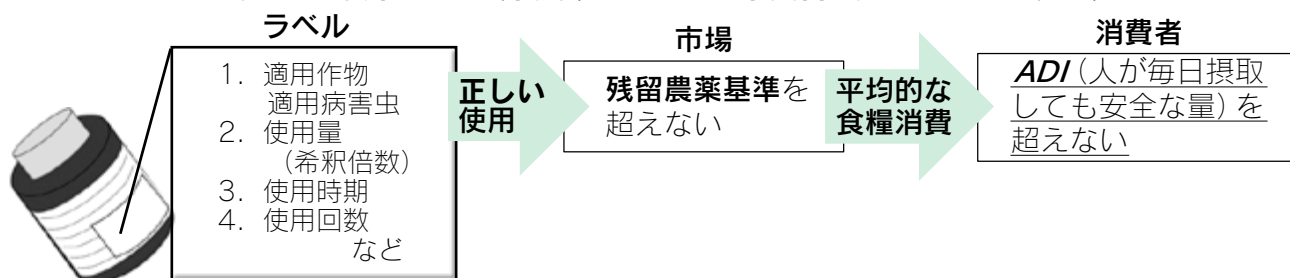 ラベル
1. 適用作物
適用病害虫
2. 使用量
（希釈倍数）
3. 使用時期
4. 使用回数
など
正しい
使用
市場
残留農薬基準を
超えない
平均的な
食糧消費
消費者
ADI（人が毎日摂取
しても安全な量）を
超えない